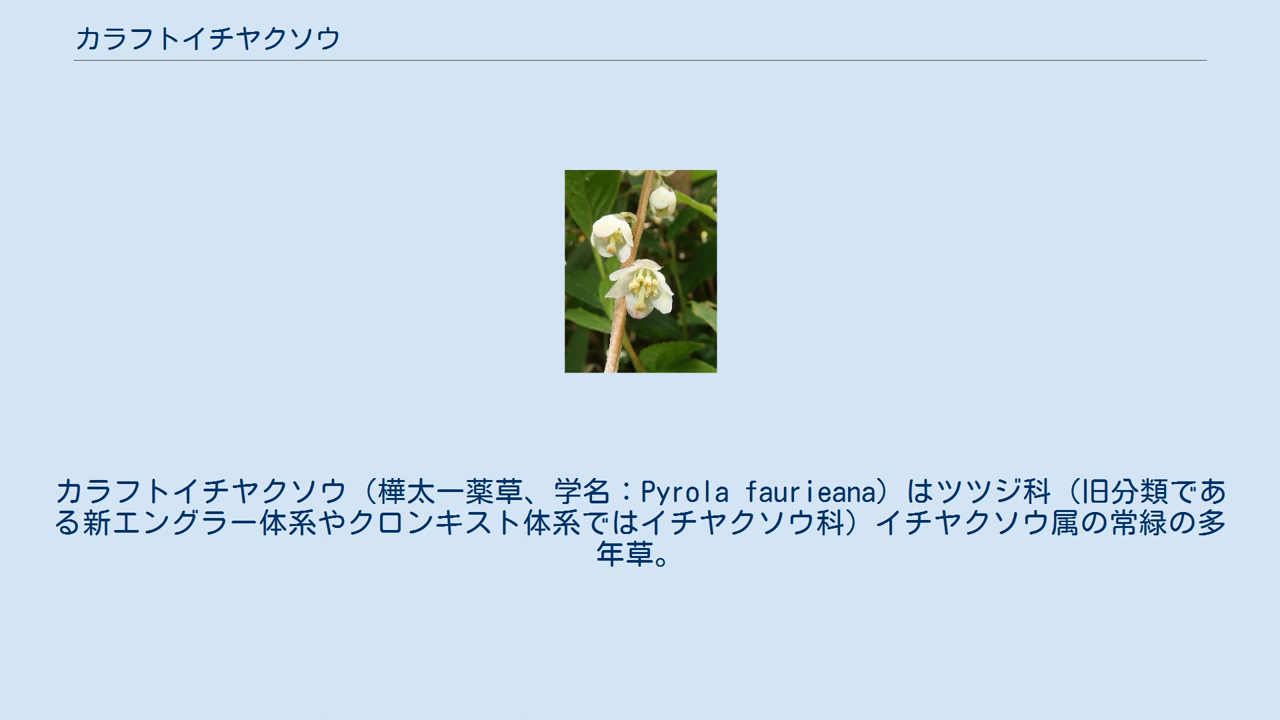 カラフトイチヤクソウ
カラフトイチヤクソウ（樺太一薬草、学名：Pyrola faurieana）はツツジ科（旧分類であ
る新エングラー体系やクロンキスト体系ではイチヤクソウ科）イチヤクソウ属の常緑の多
年草。